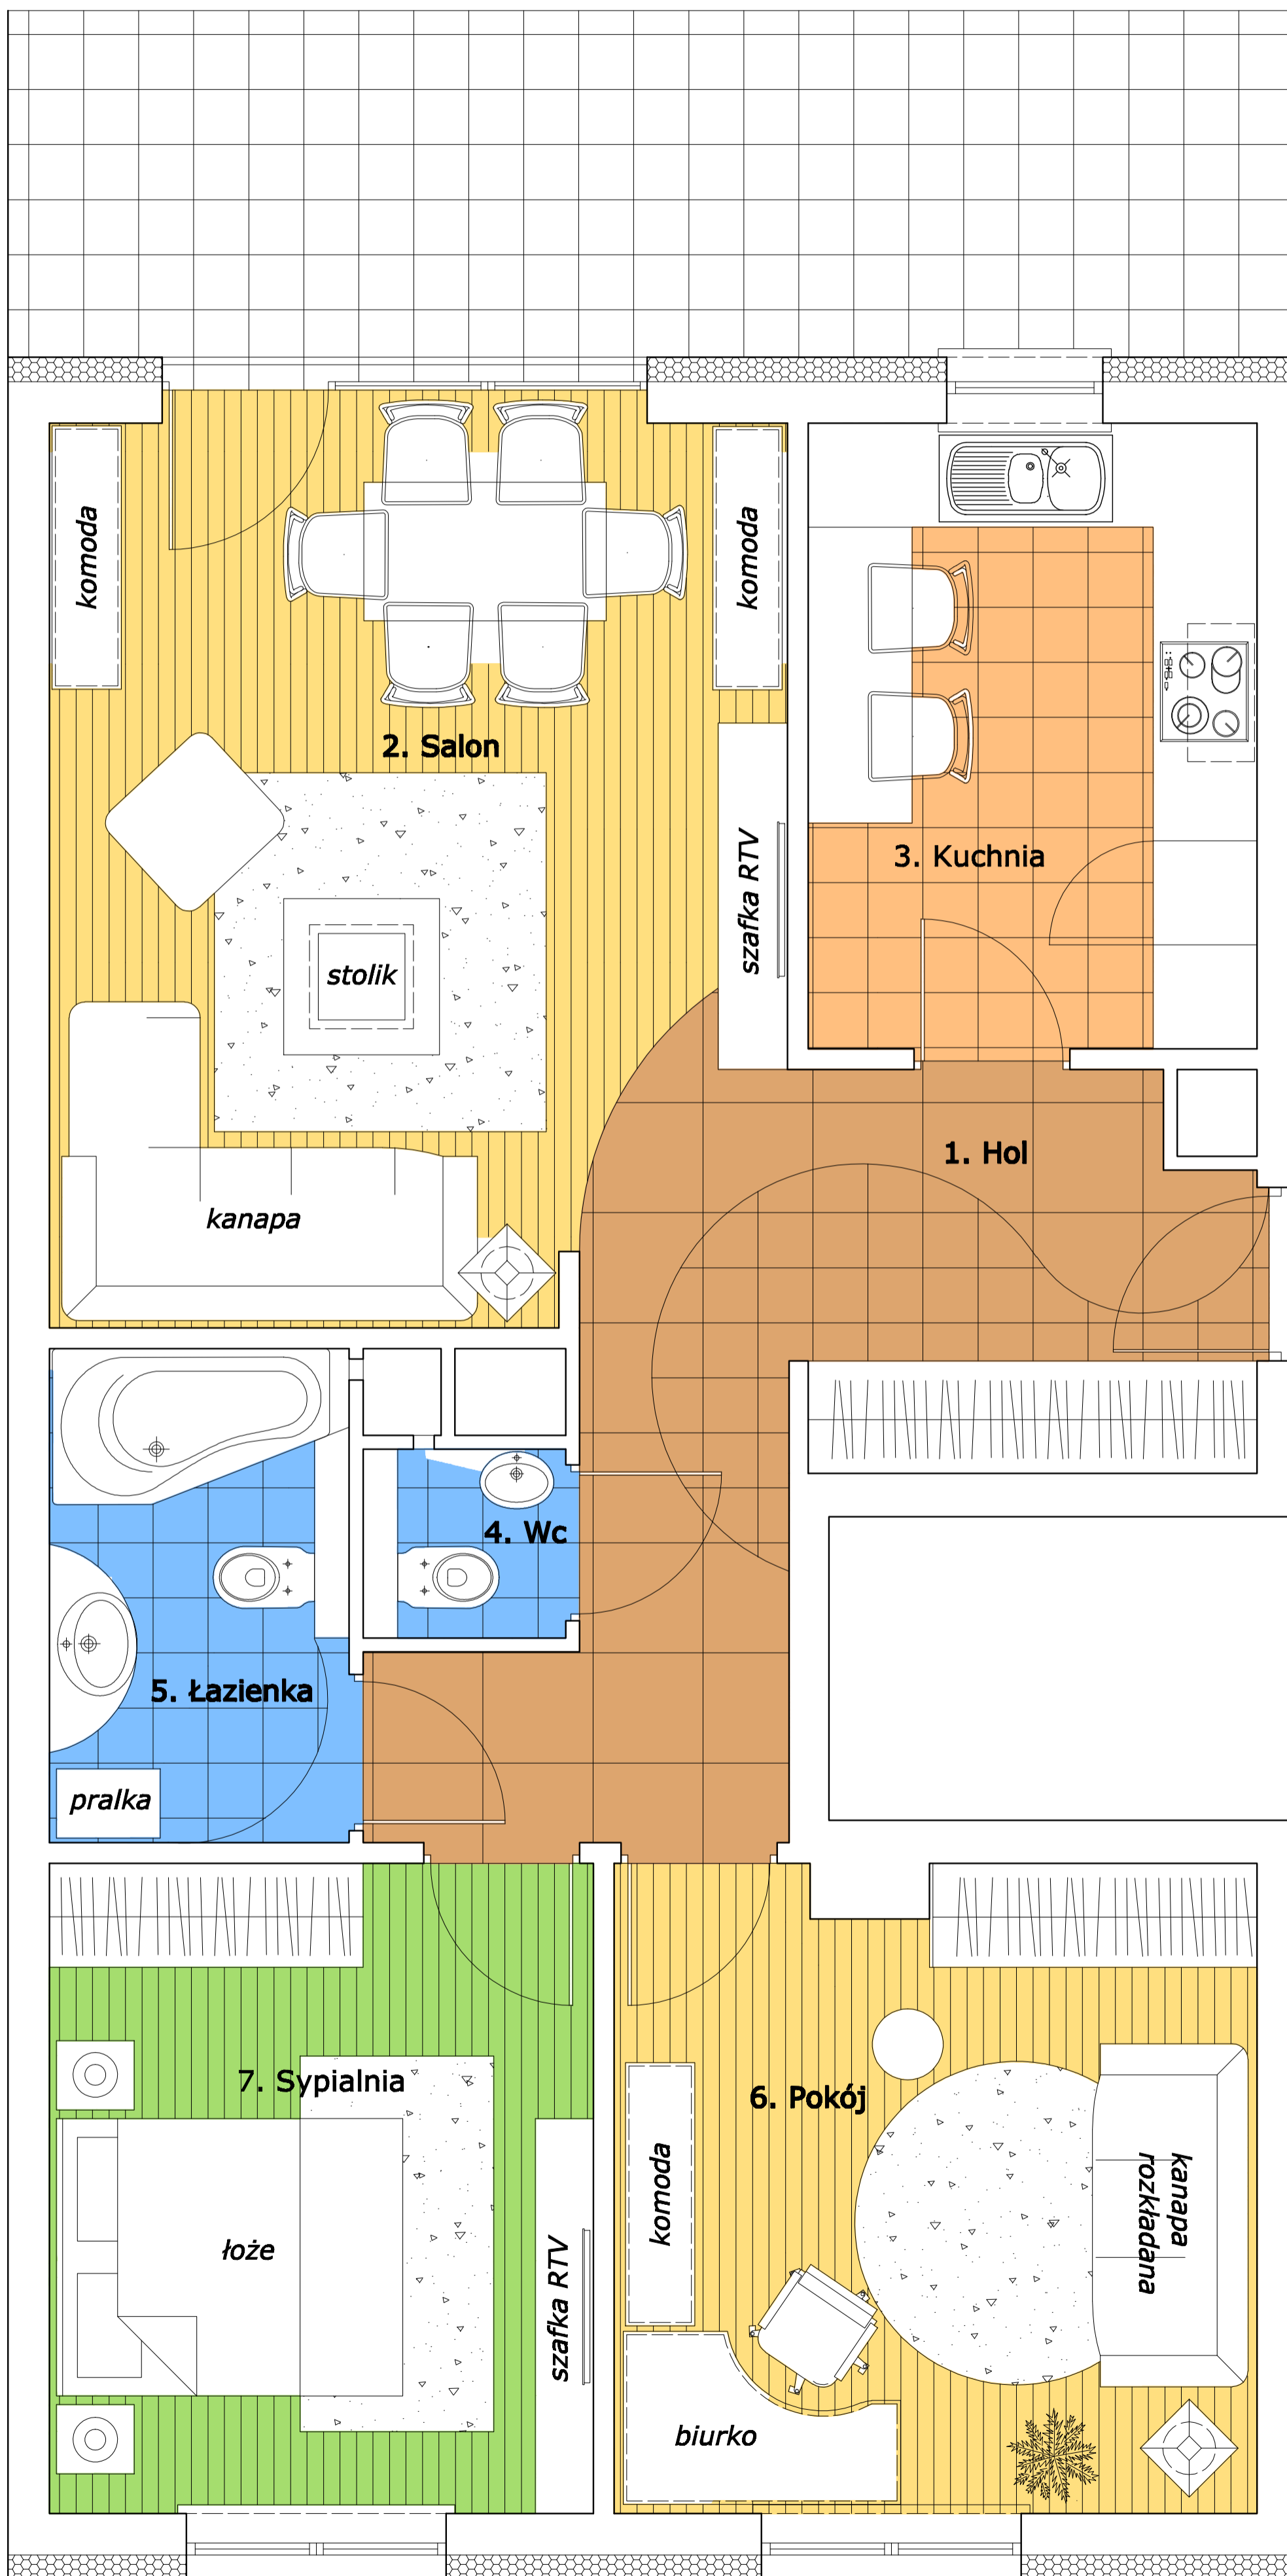 komoda
komoda
2. Salon
szafka RTV
3. Kuchnia
stolik
1. Hol
kanapa
4. Wc
5. Łazienka
pralka
7. Sypialnia
6. Pokój
komoda
kanapa
rozkładana
łoże
szafka RTV
biurko